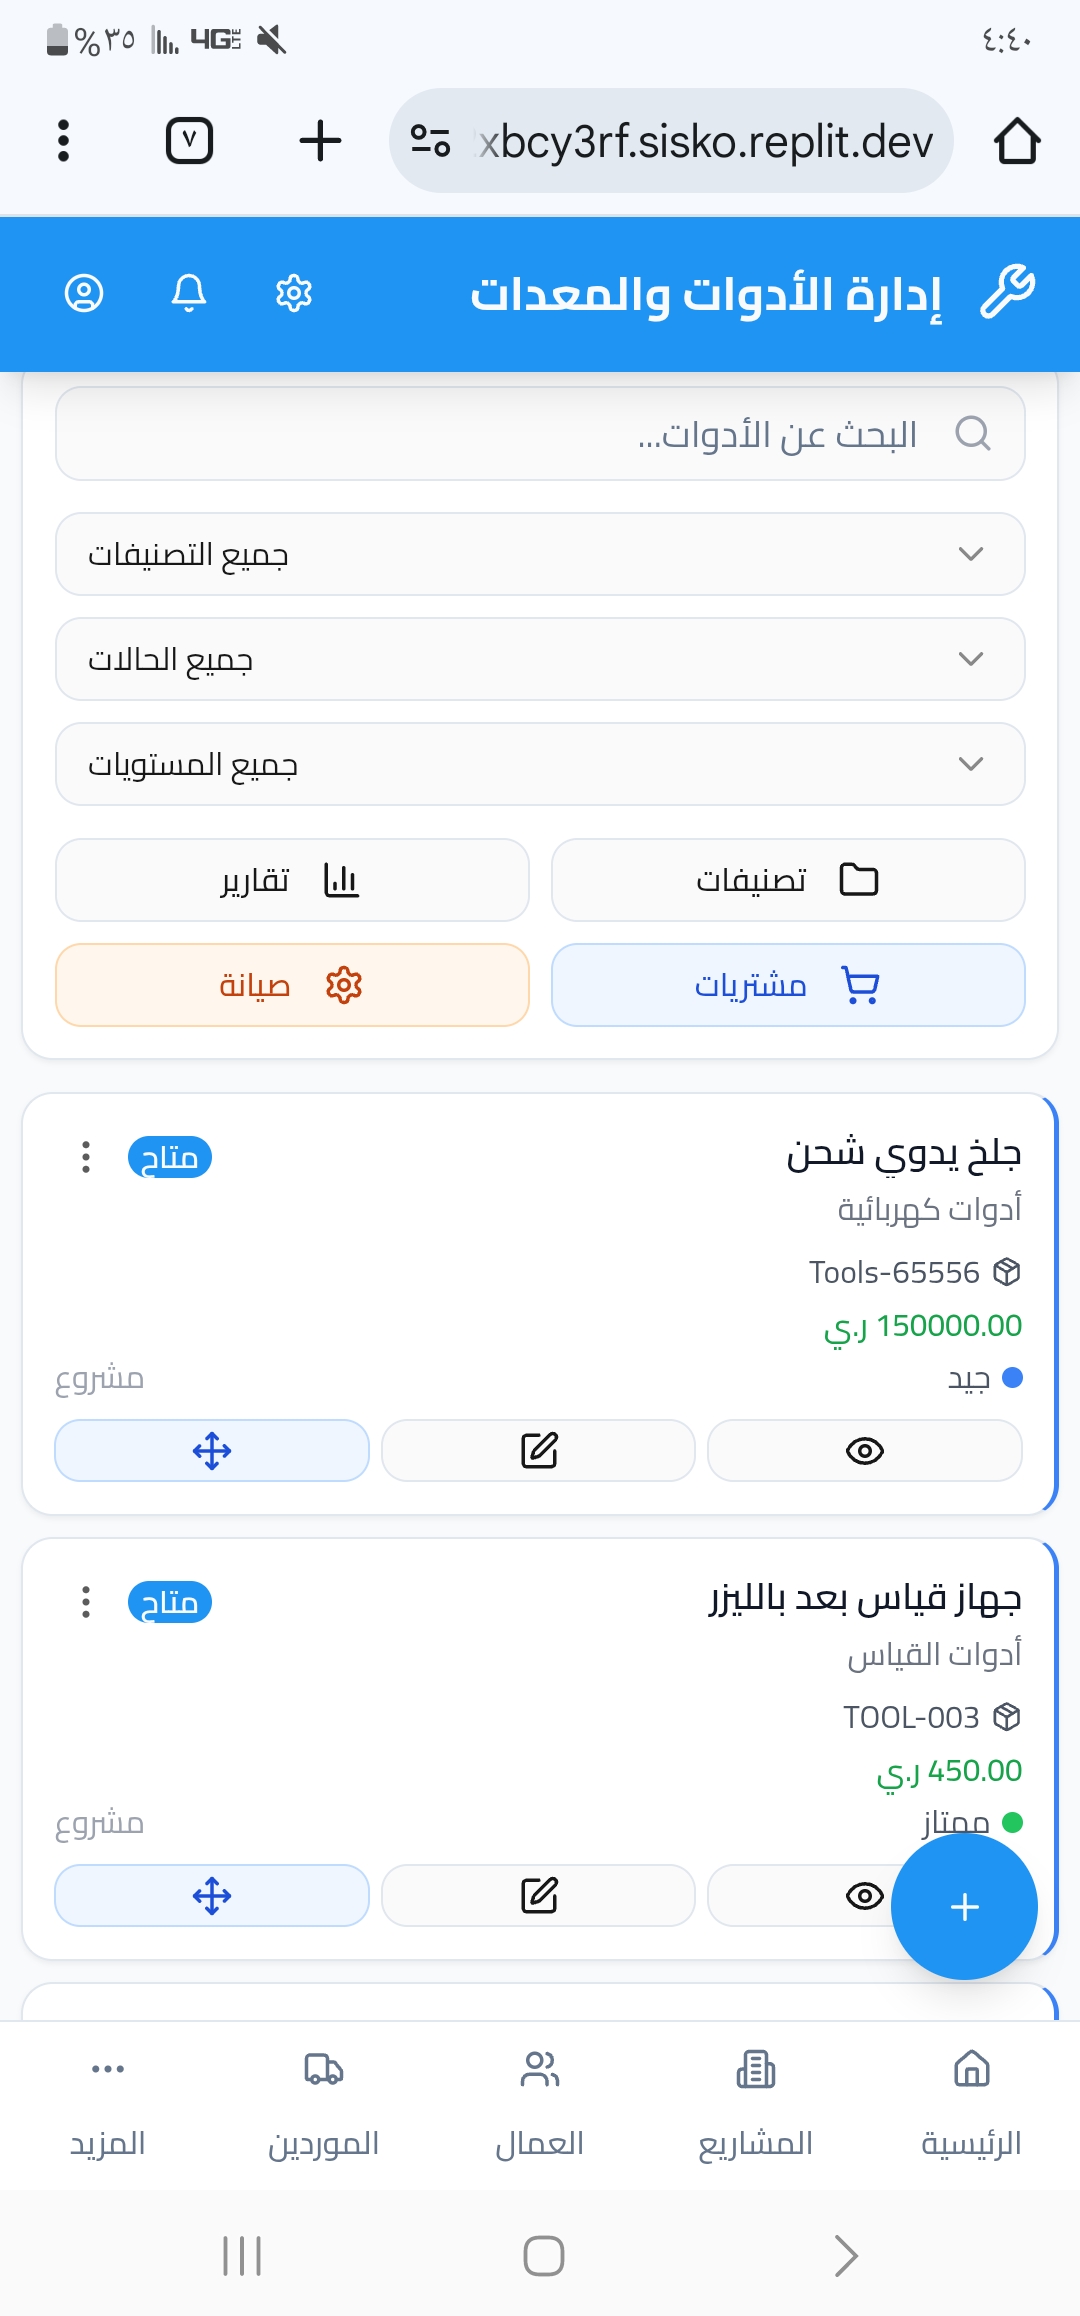 ٪٣٥ 4G LTE ٤:٤٠
٧ xbcy3rf.sisko.replit.dev
إدارة الأدوات والمعدات
البحث عن الأدوات...
جميع التصنيفات
جميع الحالات
جميع المستويات
تصنيفات
تقارير
مشتريات
صيانة
جلخ يدوي شحن
متاح
أدوات كهربائية
Tools-65556
150000.00 ر.ي
جيد
مشروع
جهاز قياس بعد بالليزر
متاح
أدوات القياس
TOOL-003
450.00 ر.ي
ممتاز
مشروع
الرئيسية
المشاريع
العمال
الموردين
المزيد